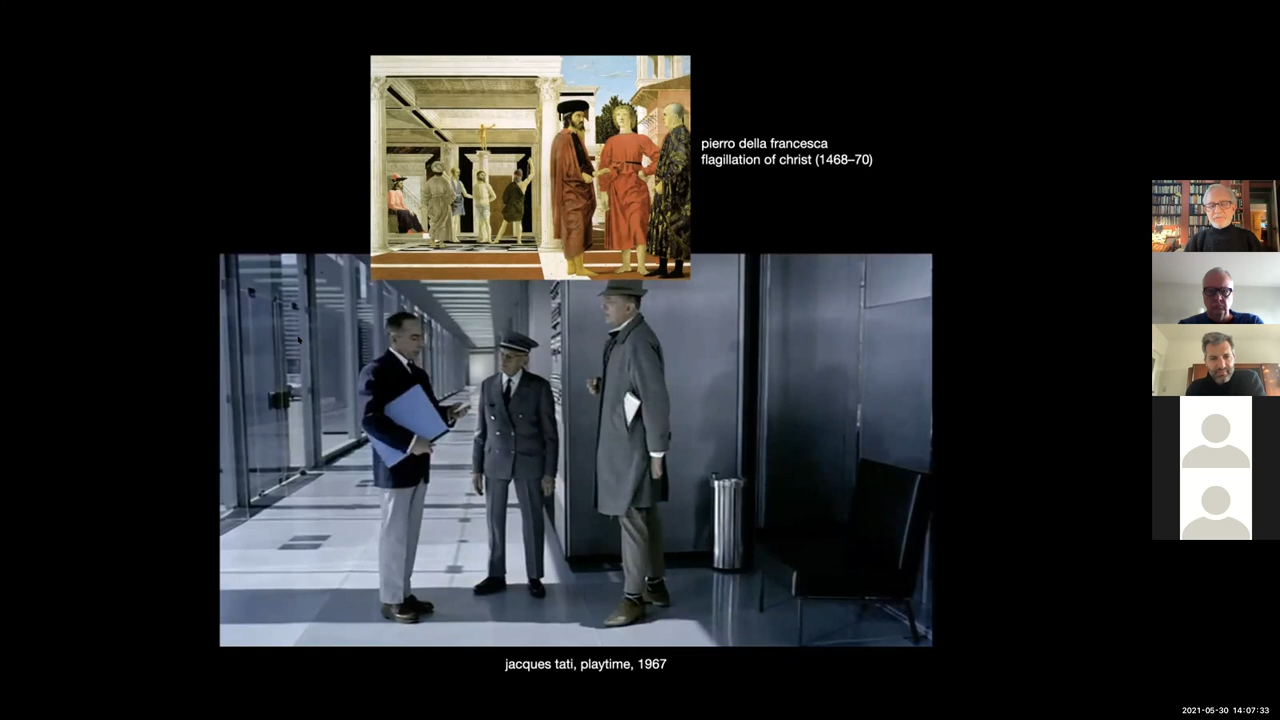 pierro della francesca
flagillation of christ (1468–70)
jacques tati, playtime, 1967
2021-05-30 14:07:33